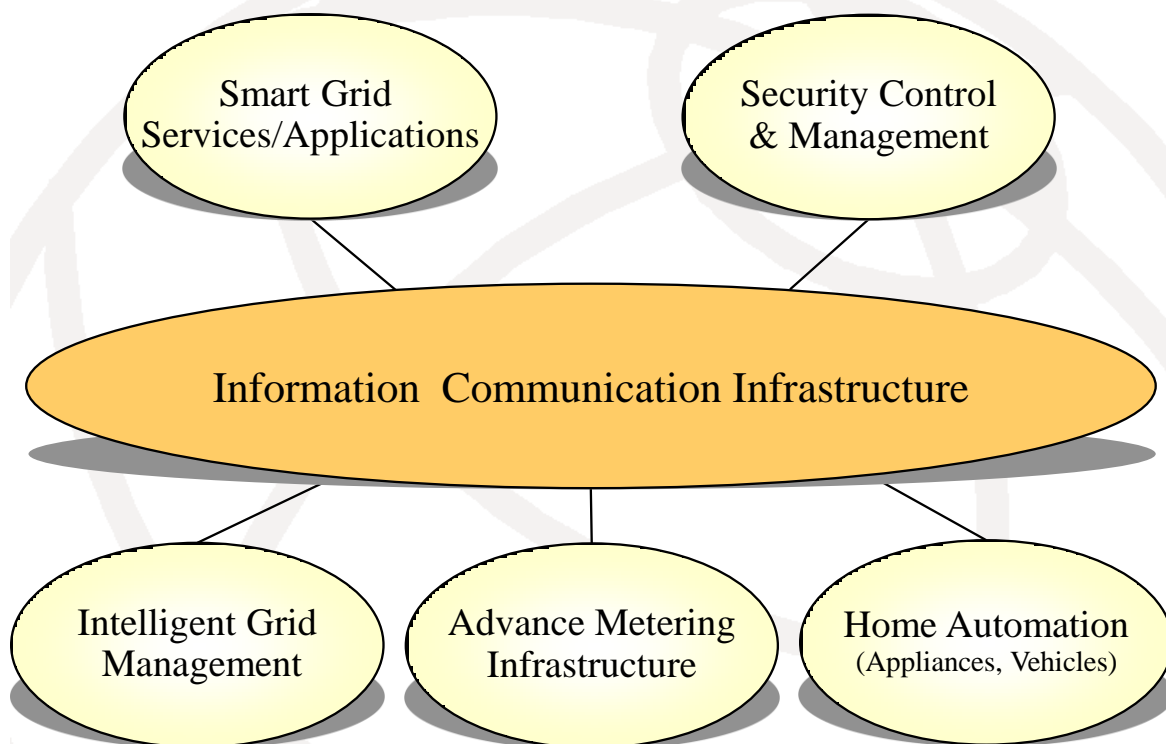 Smart Grid
Services/Applications
Security Control
& Management
Information  Communication Infrastructure
Intelligent Grid
Management
Advance Metering
Infrastructure
Home Automation
(Appliances, Vehicles)